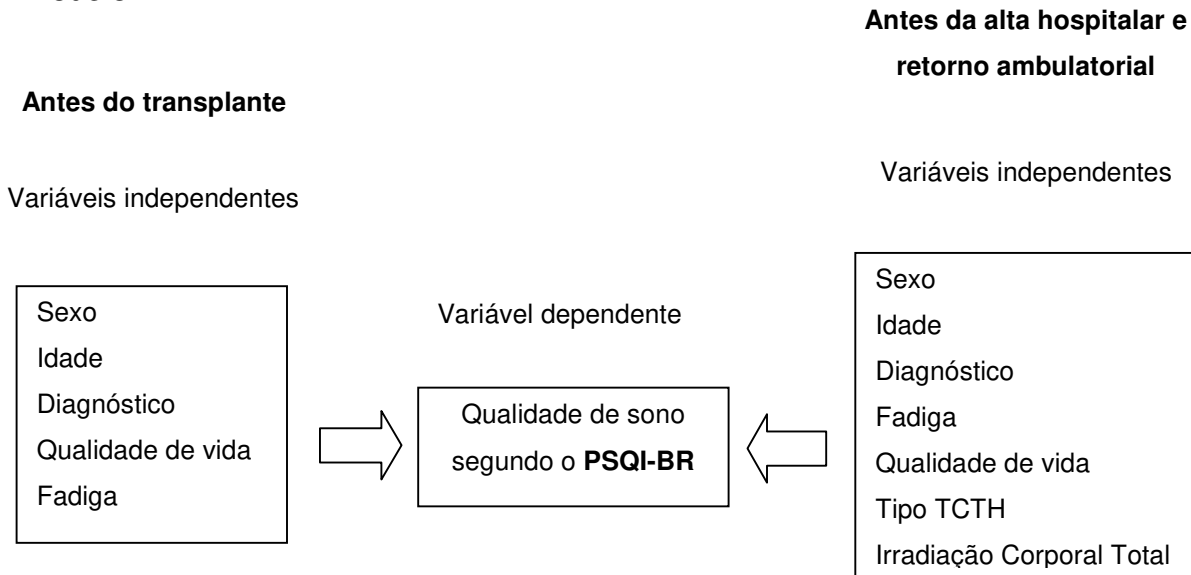 Antes do transplante
Variáveis independentes
Sexo
Idade
Diagnóstico
Qualidade de vida
Fadiga
Variável dependente
Qualidade de sono
segundo o PSQI-BR
Antes da alta hospitalar e
retorno ambulatorial
Variáveis independentes
Sexo
Idade
Diagnóstico
Fadiga
Qualidade de vida
Tipo TCTH
Irradiação Corporal Total